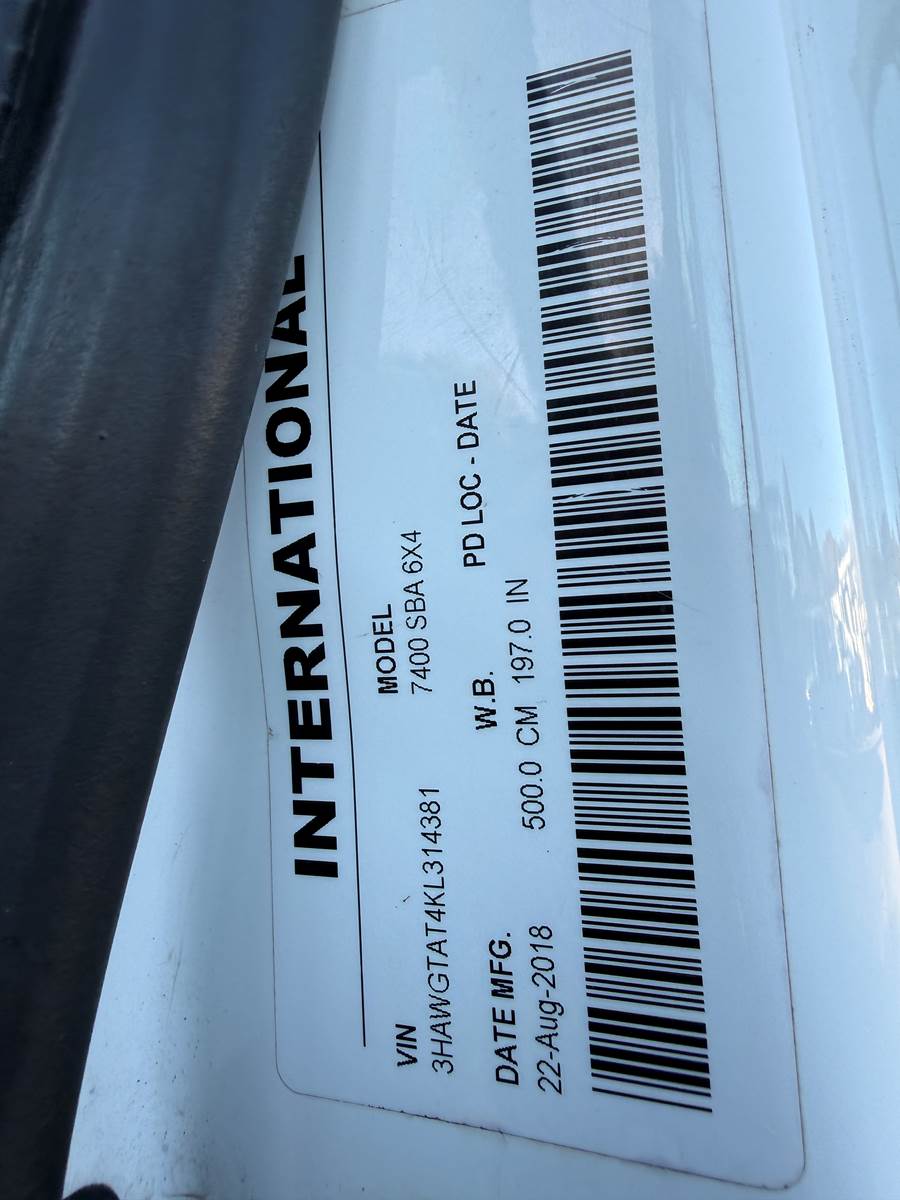 INTERNATIONAL
VIN MODEL
3HAWGTAT4KL314381 7400 SBA 6X4
DATE MFG. W.B. PD LOC - DATE
22-Aug-2018 500.0 CM 197.0 IN